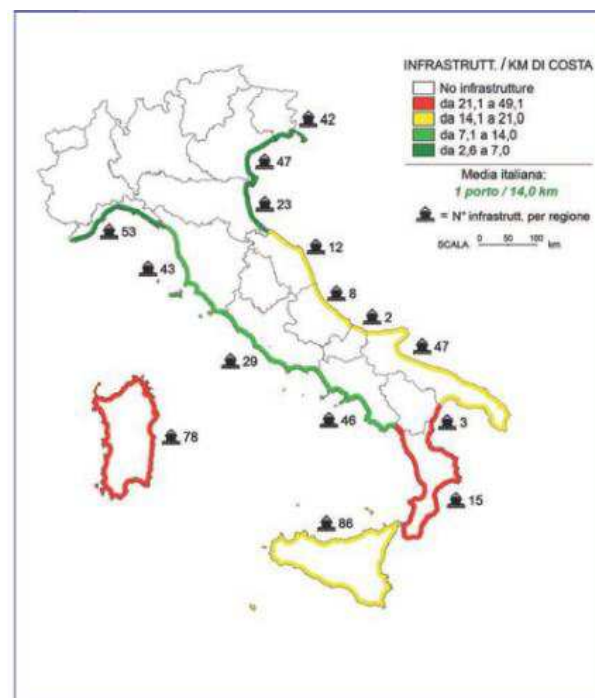 INFRASTRUTT. / KM DI COSTA
No infrastrutture
da 21,1 a 49,1
da 14,1 a 21,0
da 7,1 a 14,0
da 2,6 a 7,0
Media italiana:
1 porto / 14,0 km
= N° infrastrutt. per regione
SCALA 0 50 100 km
42
47
23
53
12
43
8
2
47
29
46
3
78
15
86